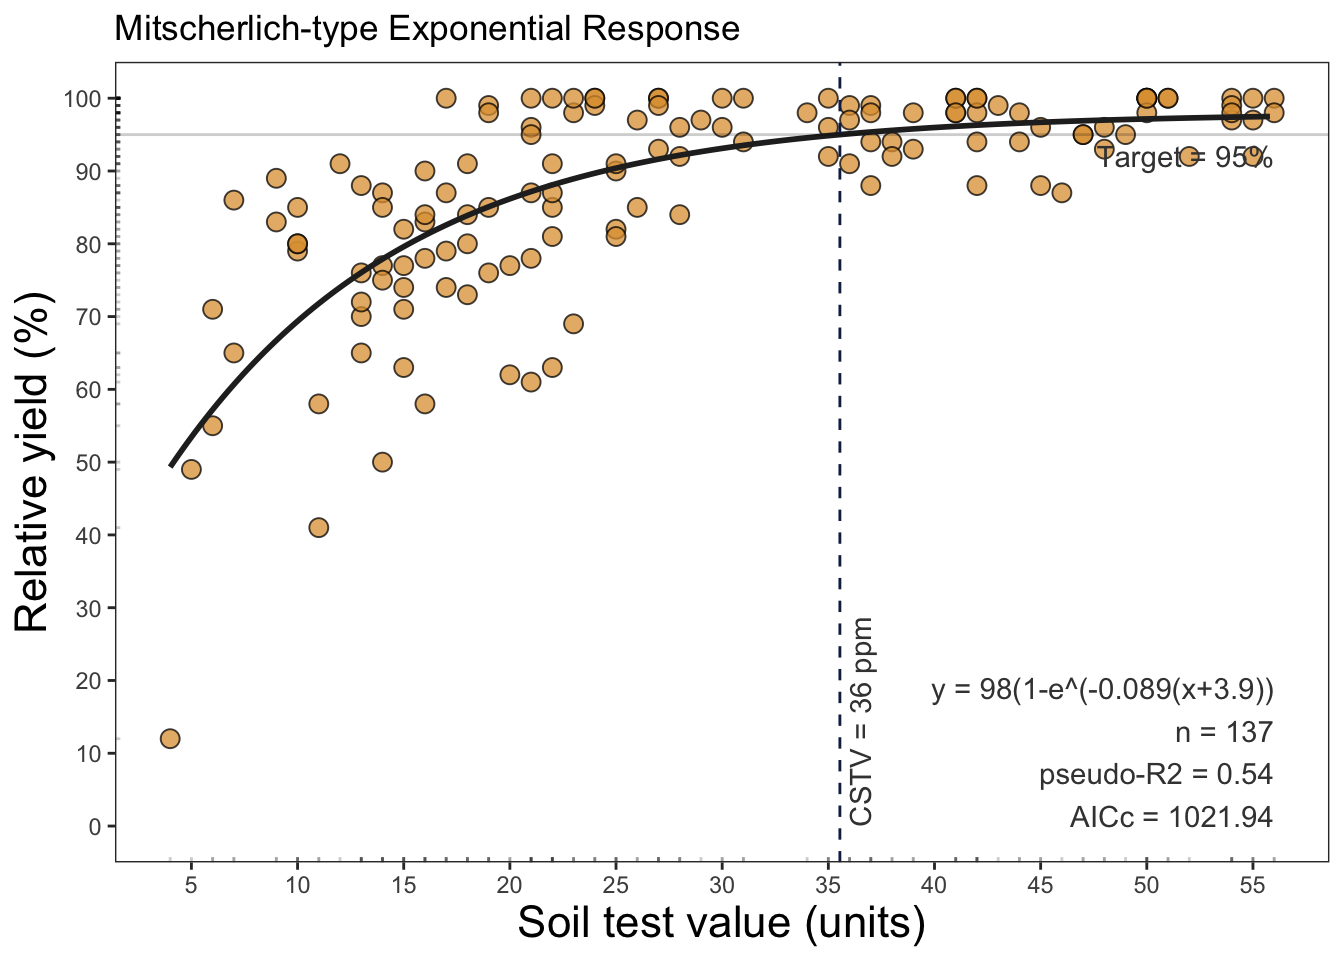 Mitscherlich-type Exponential Response
Relative yield (%)
100
90
80
70
60
50
40
30
20
10
0
Target = 95%
CSTV = 36 ppm
y = 98(1-e^(-0.089(x+3.9))
n = 137
pseudo-R2 = 0.54
AICc = 1021.94
5 10 15 20 25 30 35 40 45 50 55
Soil test value (units)